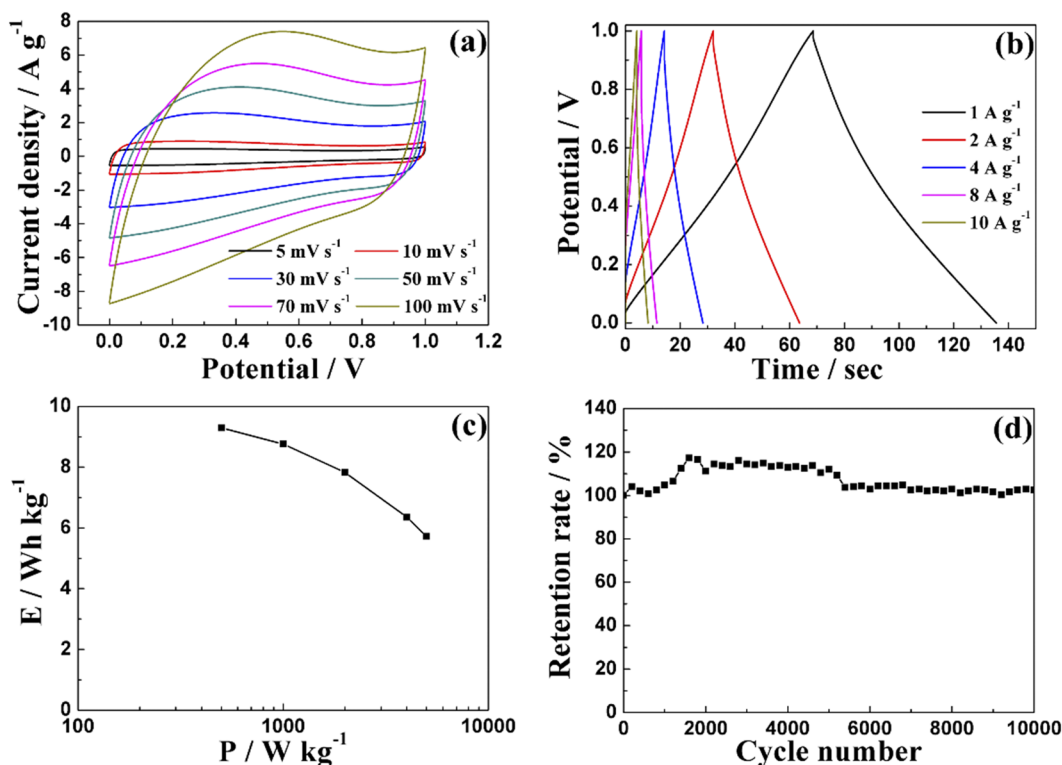 (a)
8
6
4
2
0
-2
-4
-6
-8
-10
Current density / A g⁻¹
5 mV s⁻¹ 10 mV s⁻¹
30 mV s⁻¹ 50 mV s⁻¹
70 mV s⁻¹ 100 mV s⁻¹
0.0 0.2 0.4 0.6 0.8 1.0 1.2
Potential / V
(b)
1.0
0.8
0.6
0.4
0.2
0.0
Potential / V
1 A g⁻¹
2 A g⁻¹
4 A g⁻¹
8 A g⁻¹
10 A g⁻¹
0 20 40 60 80 100 120 140
Time / sec
(c)
10
8
6
4
2
0
E / Wh kg⁻¹
100 1000 10000
P / W kg⁻¹
(d)
140
120
100
80
60
40
20
0
Retention rate / %
0 2000 4000 6000 8000 10000
Cycle number